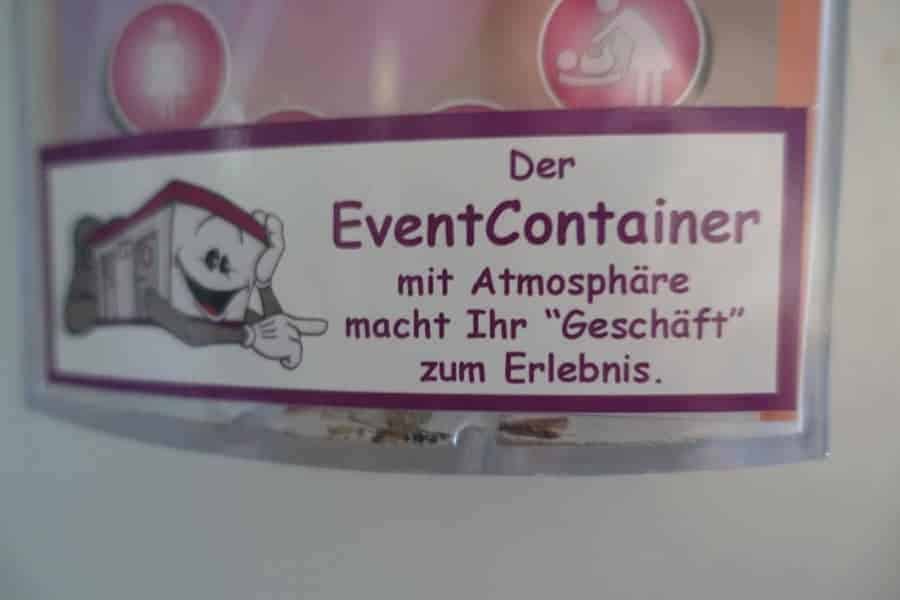 Der
EventContainer
mit Atmosphäre
macht Ihr “Geschäft”
zum Erlebnis.